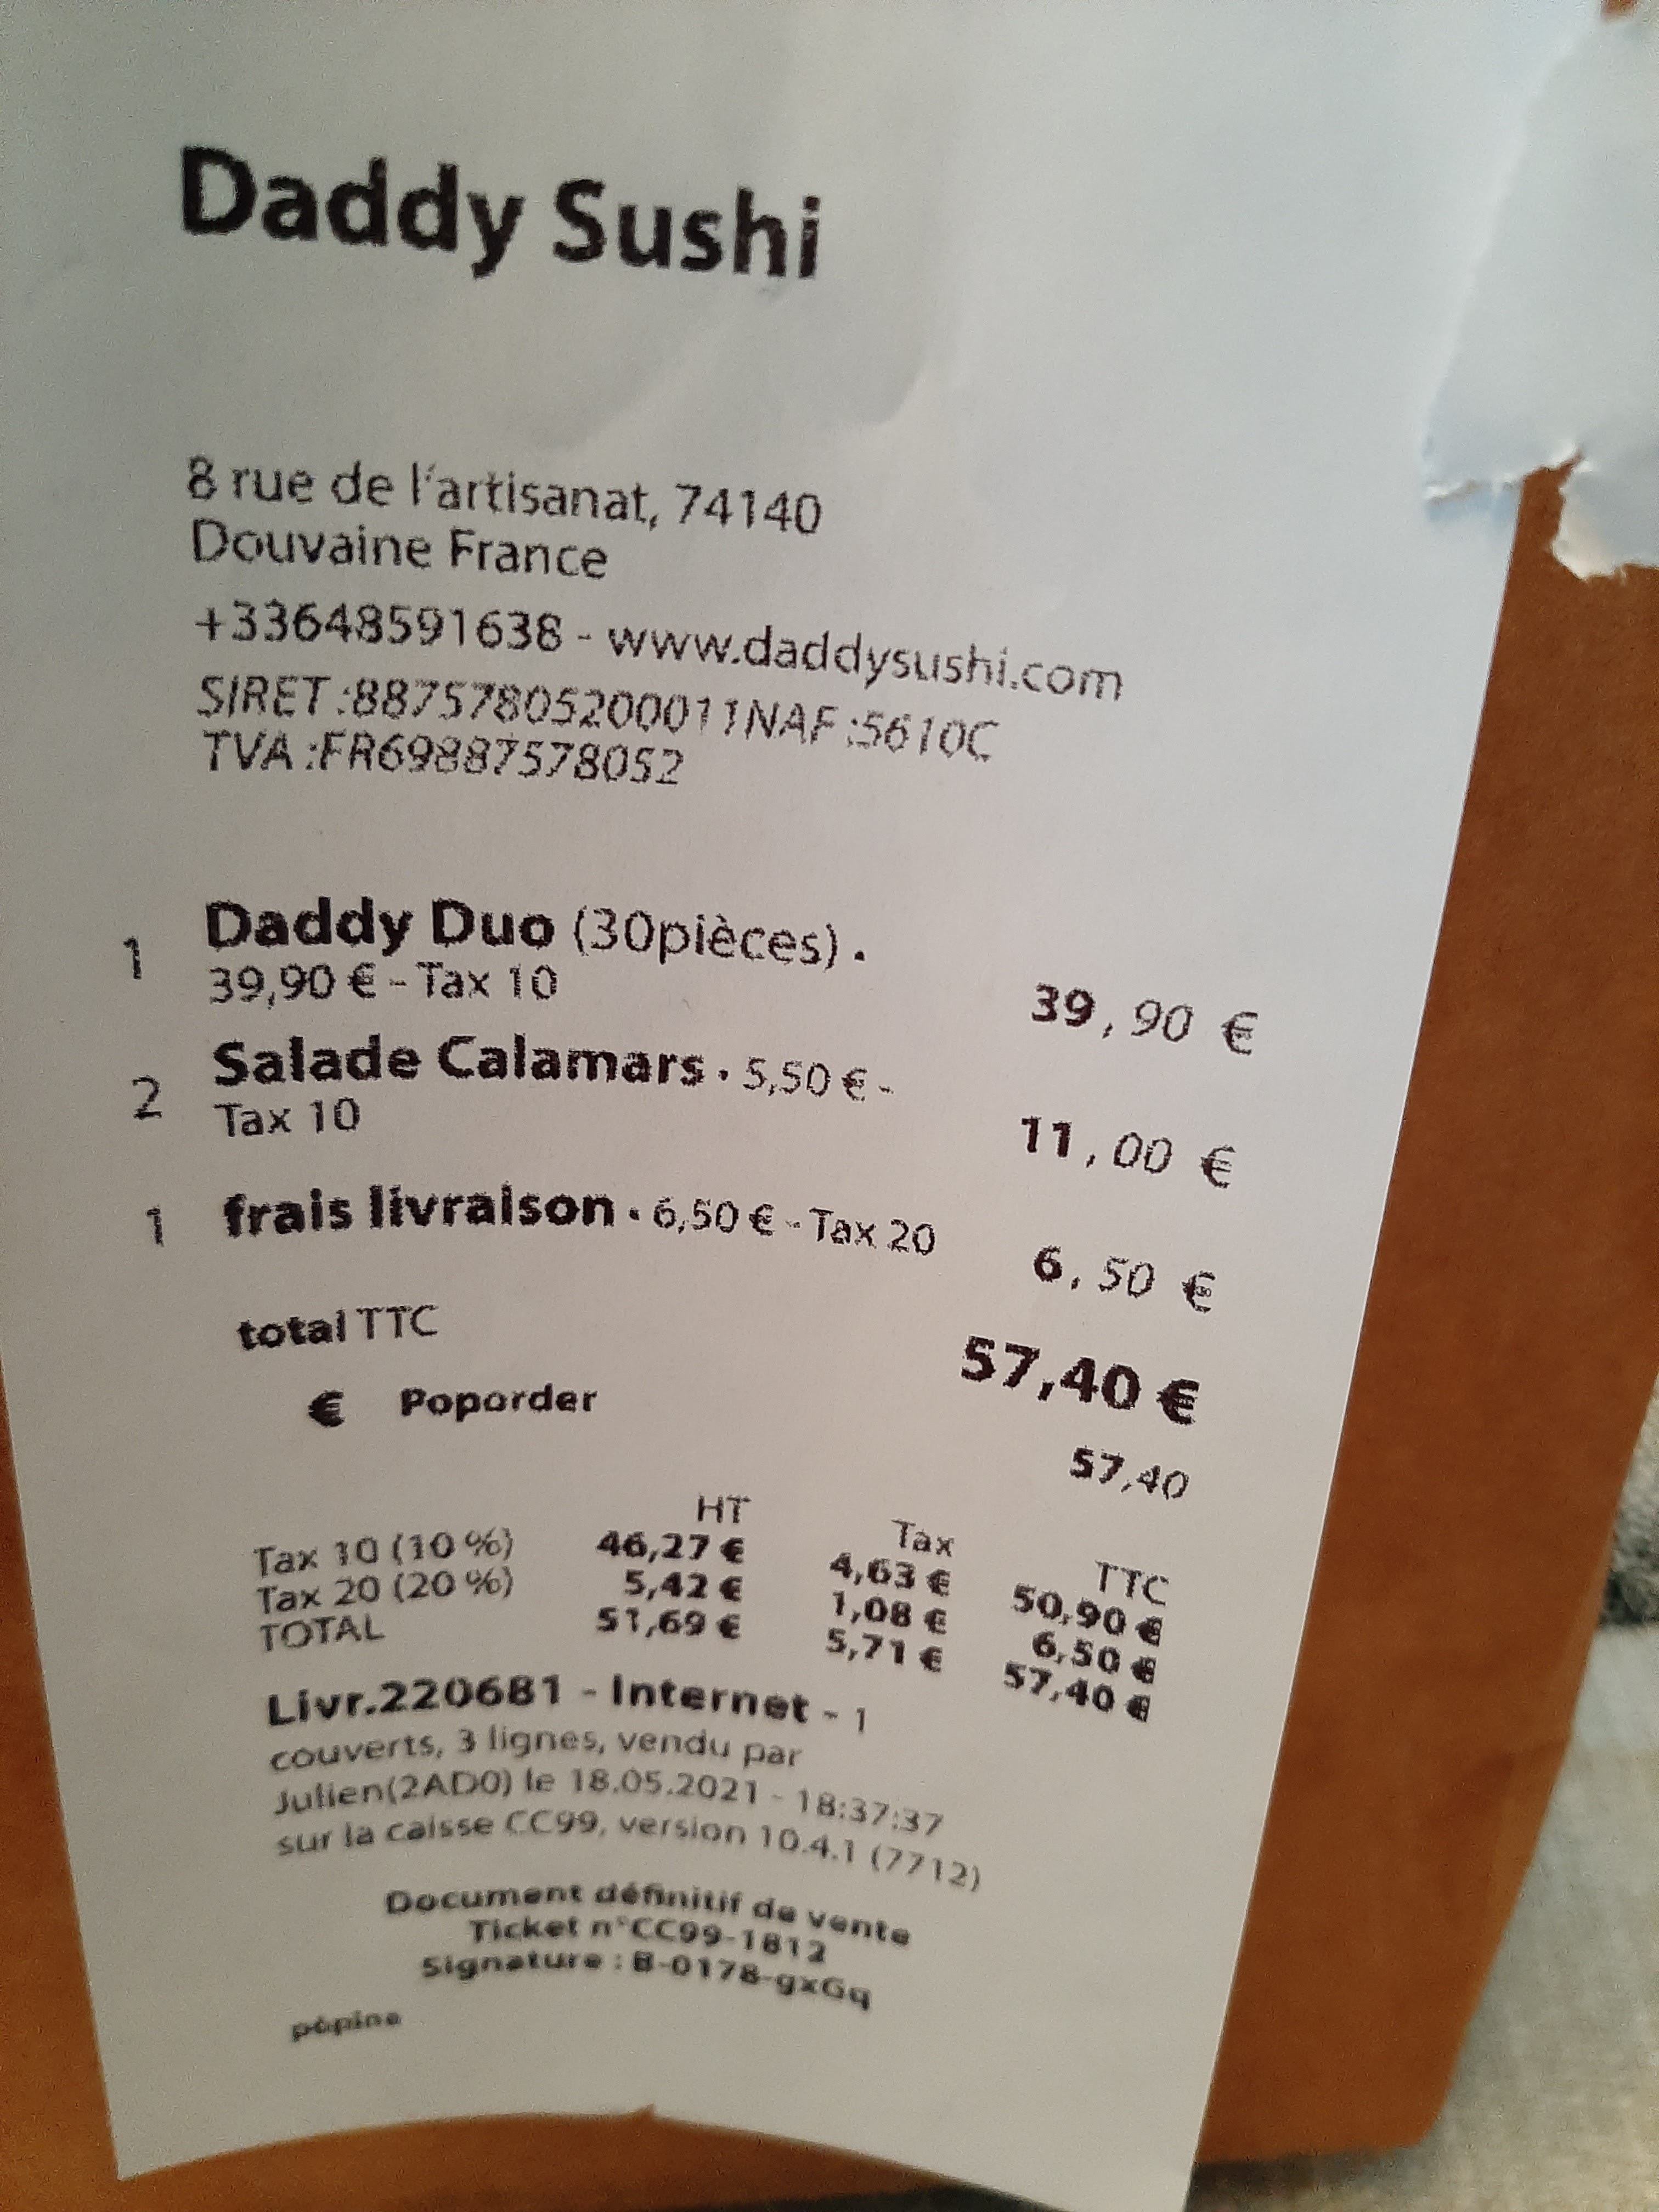 Daddy Sushi
8 rue de l'artisanat, 74140
Douvaine France
+33648591638 - www.daddysushi.com
SIRET :88757805200011NAF :5610C
TVA :FR69887578052
1 Daddy Duo (30pièces) .
39,90 € - Tax 10 39,90 €
2 Salade Calamars · 5,50 € -
Tax 10 11,00 €
1 frais livraison · 6,50 € - Tax 20 6,50 €
total TTC 57,40 €
€ Poporder 57,40
HT Tax TTC
Tax 10 (10 %) 46,27 € 4,63 € 50,90 €
Tax 20 (20 %) 5,42 € 1,08 € 6,50 €
TOTAL 51,69 € 5,71 € 57,40 €
Livr.220681 - Internet - 1
couverts, 3 lignes, vendu par
Julien(2AD0) le 18.05.2021 - 18:37:37
sur la caisse CC99, version 10.4.1 (7712)
Document définitif de vente
Ticket n°CC99-1812
Signature : B-0178-gxGq
pôpina